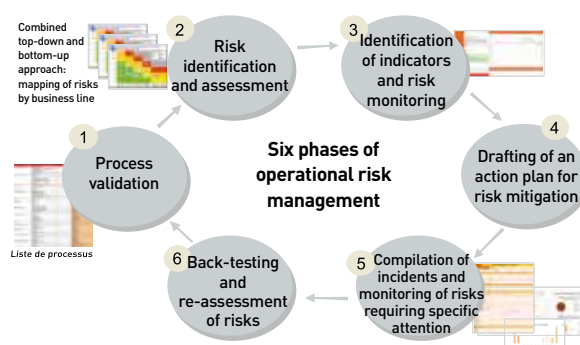 Combined
top-down and
bottom-up
approach:
mapping of risks
by business line
2
Risk
identification
and assessment
3
Identification
of indicators
and risk
monitoring
1
Process
validation
Liste de processus
Six phases of
operational risk
management
4
Drafting of an
action plan for
risk mitigation
6
Back-testing
and
re-assessment
of risks
5
Compilation of
incidents and
monitoring of risks
requiring specific
attention